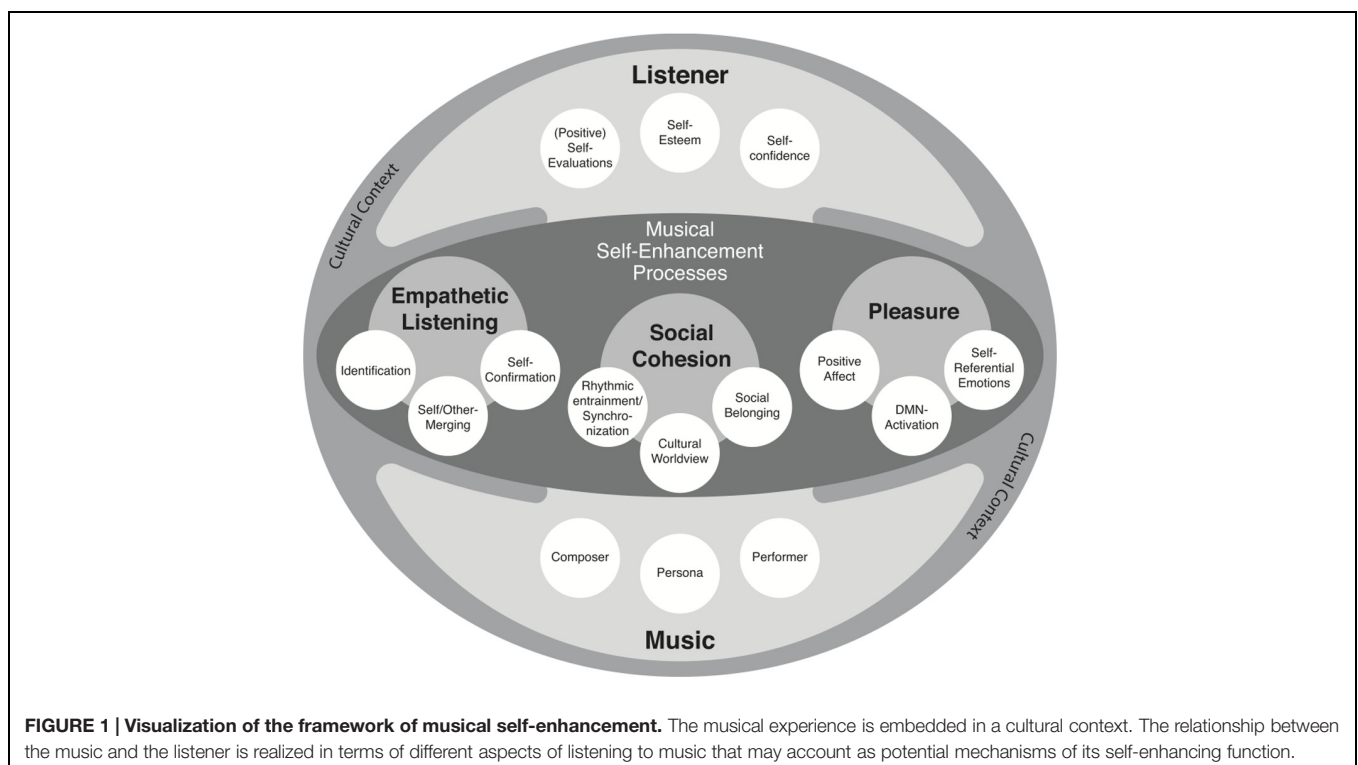 Listener
(Positive)
Self-
Evaluations
Self-
Esteem
Self-
confidence
Cultural Context
Musical
Self-Enhancement
Processes
Empathetic
Listening
Identification
Self/Other-
Merging
Self-
Confirmation
Social
Cohesion
Rhythmic
entrainment/
Synchro-
nization
Cultural
Worldview
Social
Belonging
Pleasure
Positive
Affect
DMN-
Activation
Self-
Referential
Emotions
Cultural Context
Composer
Persona
Performer
Music
FIGURE 1 | Visualization of the framework of musical self-enhancement. The musical experience is embedded in a cultural context. The relationship between
the music and the listener is realized in terms of different aspects of listening to music that may account as potential mechanisms of its self-enhancing function.